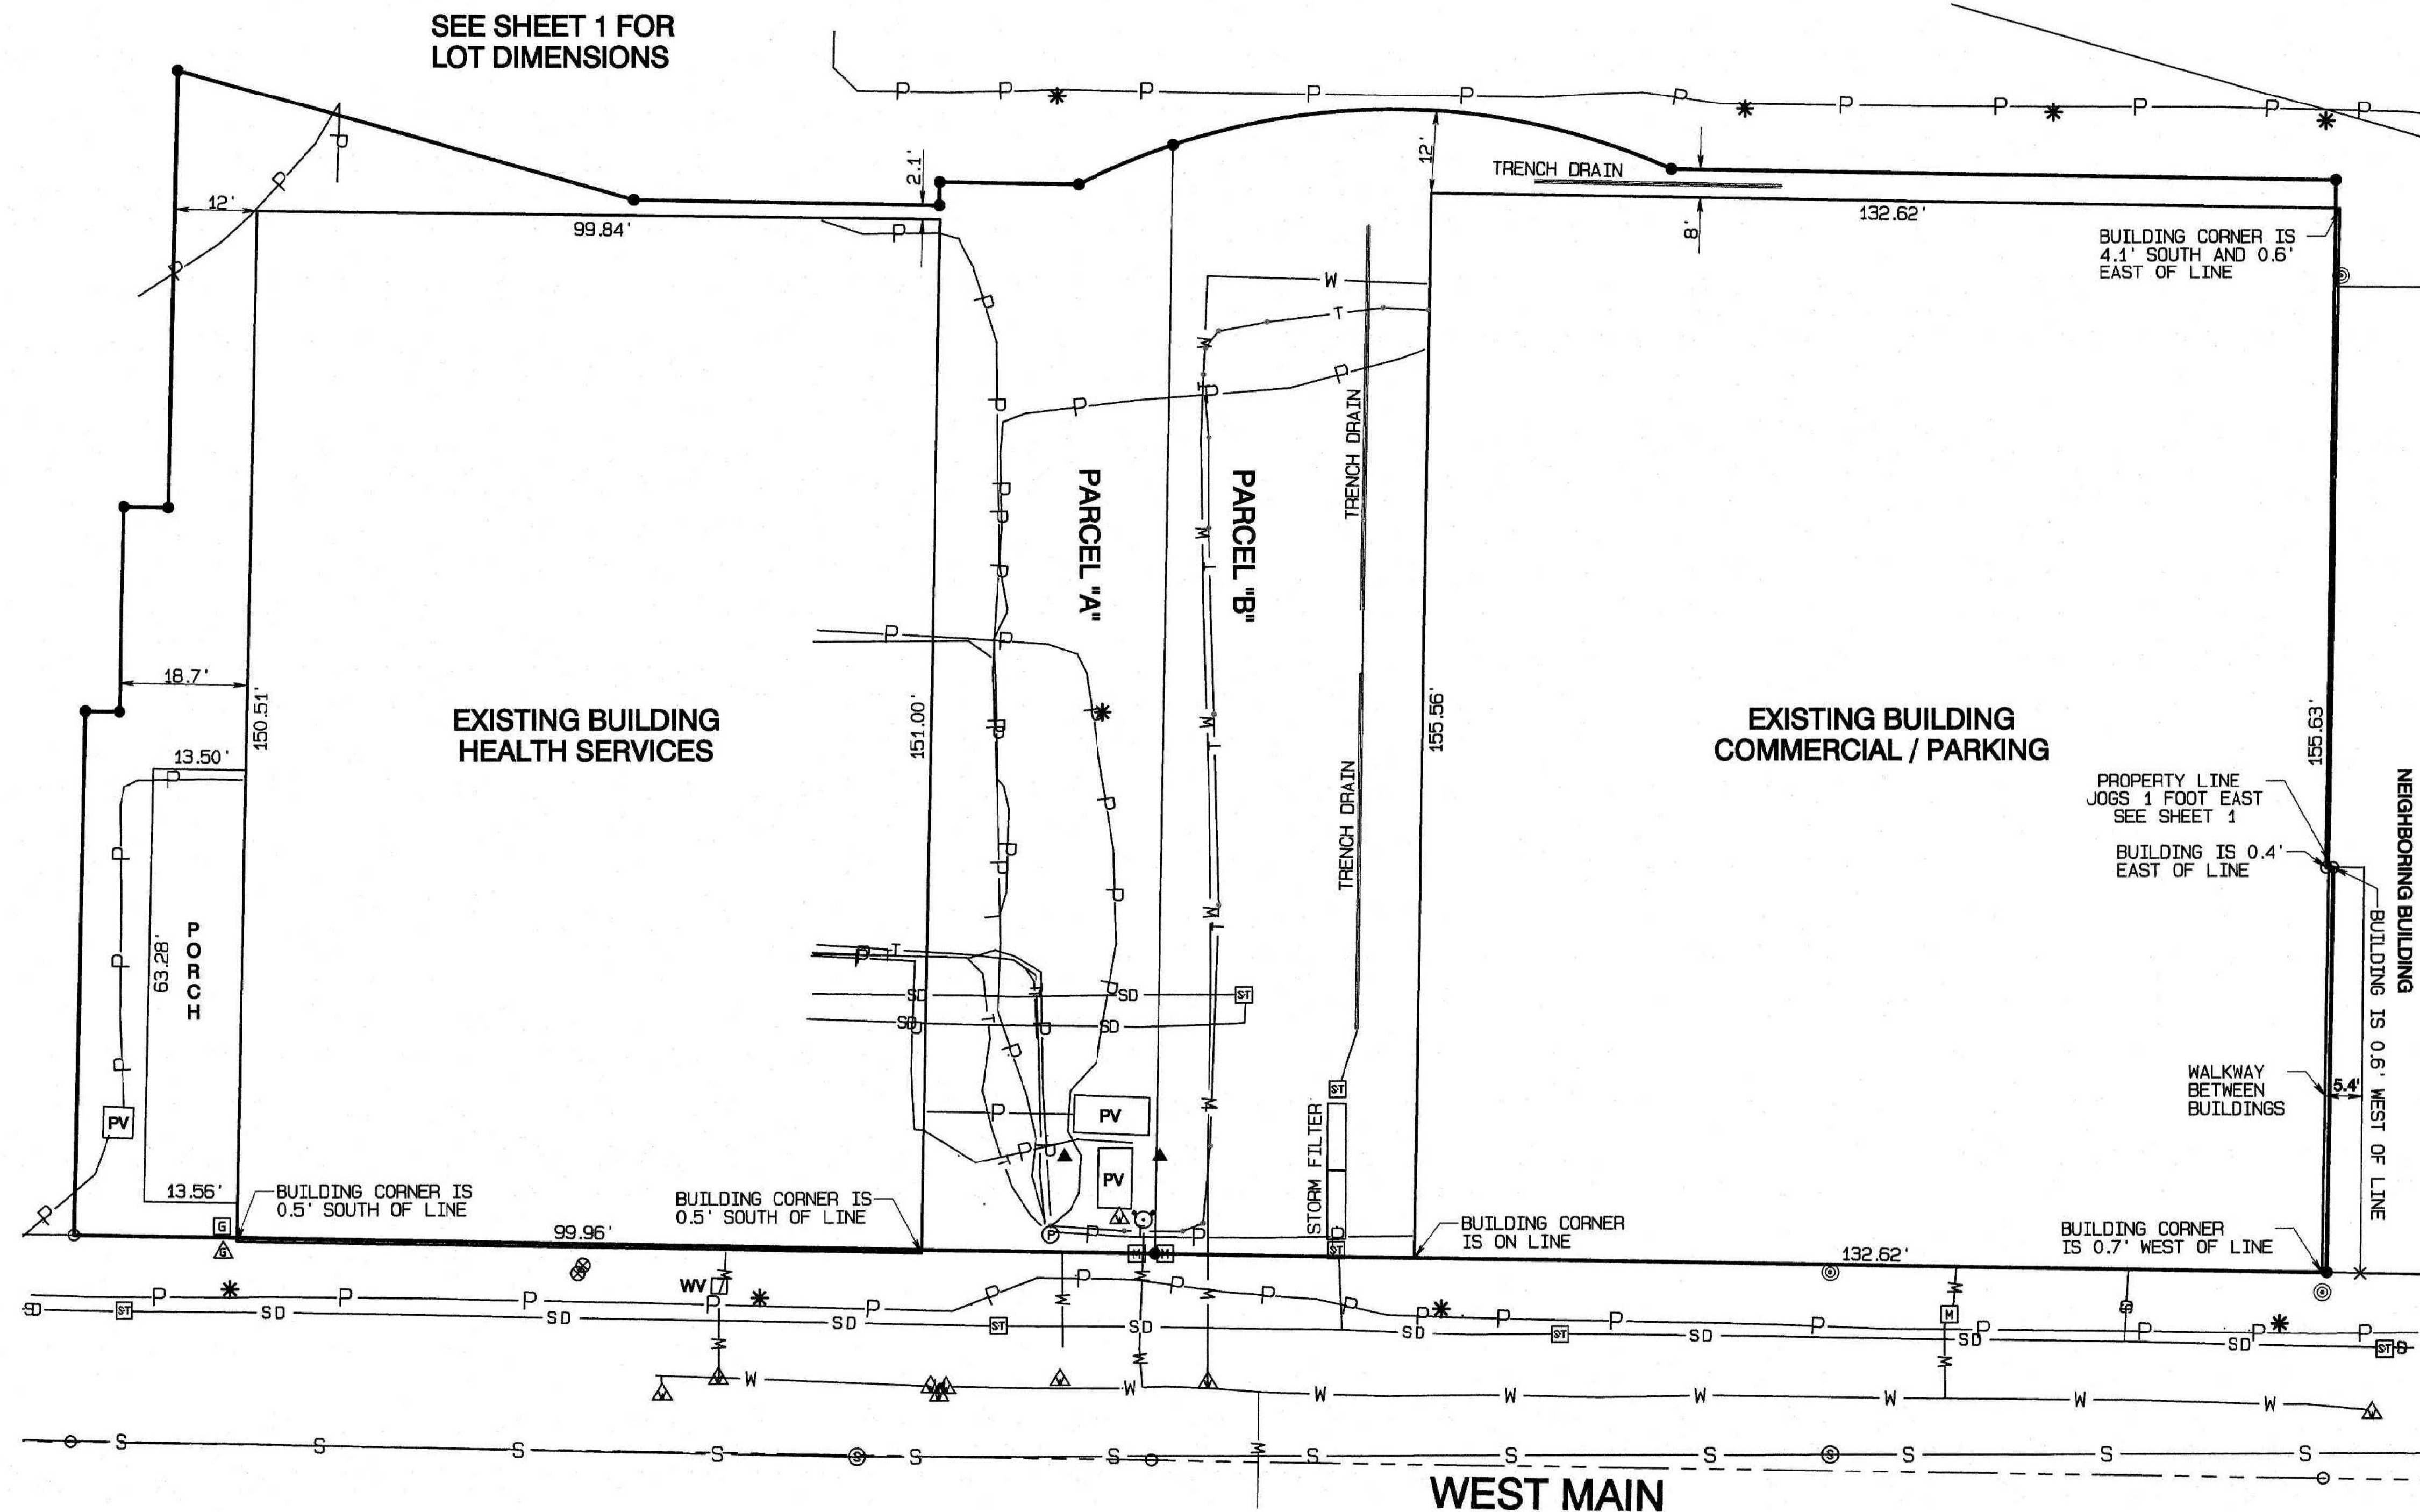 SEE SHEET 1 FOR
LOT DIMENSIONS
12'
99.84'
2.1'
12'
TRENCH DRAIN
8'
132.62'
BUILDING CORNER IS
4.1' SOUTH AND 0.6'
EAST OF LINE
TRENCH DRAIN
PARCEL "A"
PARCEL "B"
18.7'
150.51'
EXISTING BUILDING
HEALTH SERVICES
151.00'
155.56'
EXISTING BUILDING
COMMERCIAL / PARKING
155.63'
13.50'
TRENCH DRAIN
PROPERTY LINE
JOGS 1 FOOT EAST
SEE SHEET 1
BUILDING IS 0.4'
EAST OF LINE
NEIGHBORING BUILDING
BUILDING IS 0.6' WEST OF LINE
63.28'
PORCH
WALKWAY
BETWEEN
BUILDINGS
5.4'
PV
PV
PV
STORM FILTER
13.56'
BUILDING CORNER IS
0.5' SOUTH OF LINE
99.96'
BUILDING CORNER IS
0.5' SOUTH OF LINE
BUILDING CORNER
IS ON LINE
BUILDING CORNER
IS 0.7' WEST OF LINE
132.62'
WV
WEST MAIN